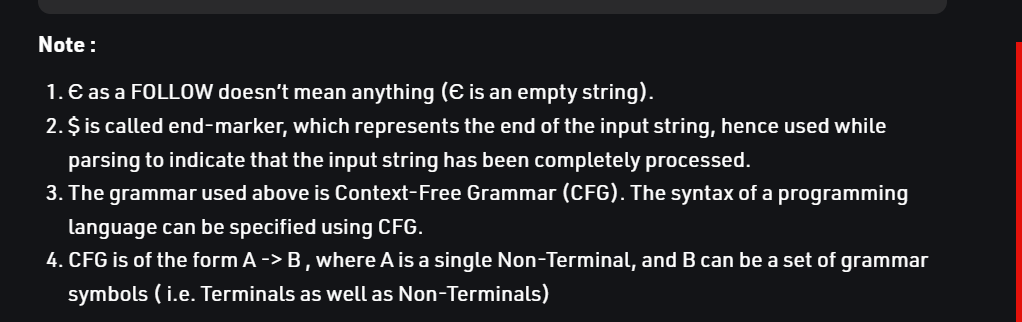 Note :
1. Є as a FOLLOW doesn't mean anything (Є is an empty string).
2. $ is called end-marker, which represents the end of the input string, hence used while
parsing to indicate that the input string has been completely processed.
3. The grammar used above is Context-Free Grammar (CFG). The syntax of a programming
language can be specified using CFG.
4. CFG is of the form A -> B , where A is a single Non-Terminal, and B can be a set of grammar
symbols ( i.e. Terminals as well as Non-Terminals)